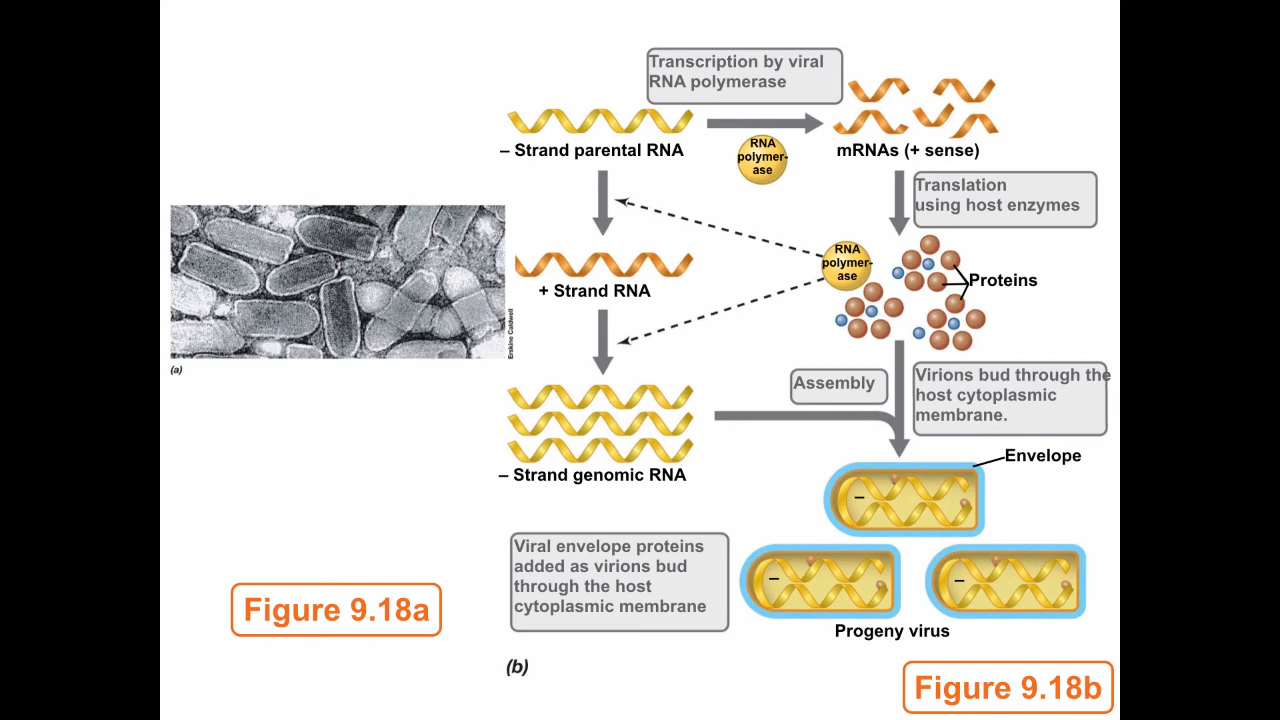 Transcription by viral
RNA polymerase
– Strand parental RNA
RNA
polymer-
ase
mRNAs (+ sense)
Translation
using host enzymes
RNA
polymer-
ase
Proteins
+ Strand RNA
Erskine Caldwell
(a)
Assembly
Virions bud through the
host cytoplasmic
membrane.
– Strand genomic RNA
Envelope
–
–
–
Viral envelope proteins
added as virions bud
through the host
cytoplasmic membrane
Progeny virus
Figure 9.18a
(b)
Figure 9.18b